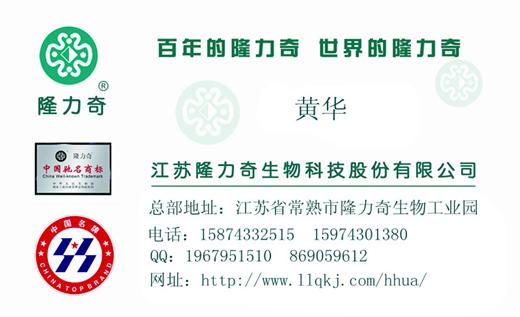 百年的隆力奇 世界的隆力奇
®
隆力奇
黄华
隆力奇
中国驰名商标
China Well-known Trademark
江苏隆力奇生物科技股份有限公司
总部地址：江苏省常熟市隆力奇生物工业园
电话：15874332515 15974301380
QQ：1967951510 869059612
网址：http://www.llqkj.com/hhua/
中国名牌
CHINA TOP BRAND